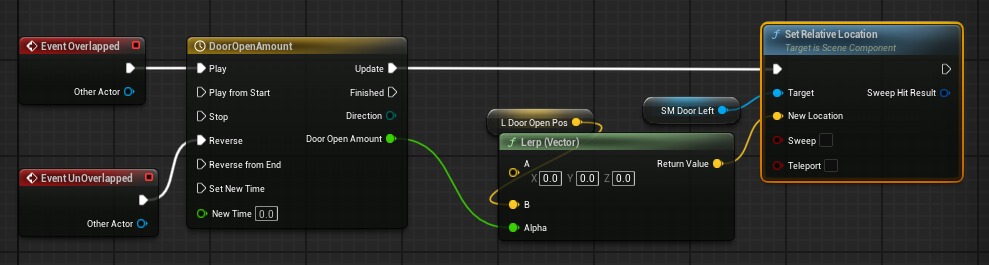 Event Overlapped
Other Actor
Event UnOverlapped
Other Actor
DoorOpenAmount
Play
Update
Play from Start
Finished
Stop
Direction
Reverse
Door Open Amount
Reverse from End
Set New Time
New Time 0.0
L Door Open Pos
SM Door Left
Lerp (Vector)
A
Return Value
X 0.0 Y 0.0 Z 0.0
B
Alpha
Set Relative Location
Target is Scene Component
Target
Sweep Hit Result
New Location
Sweep
Teleport